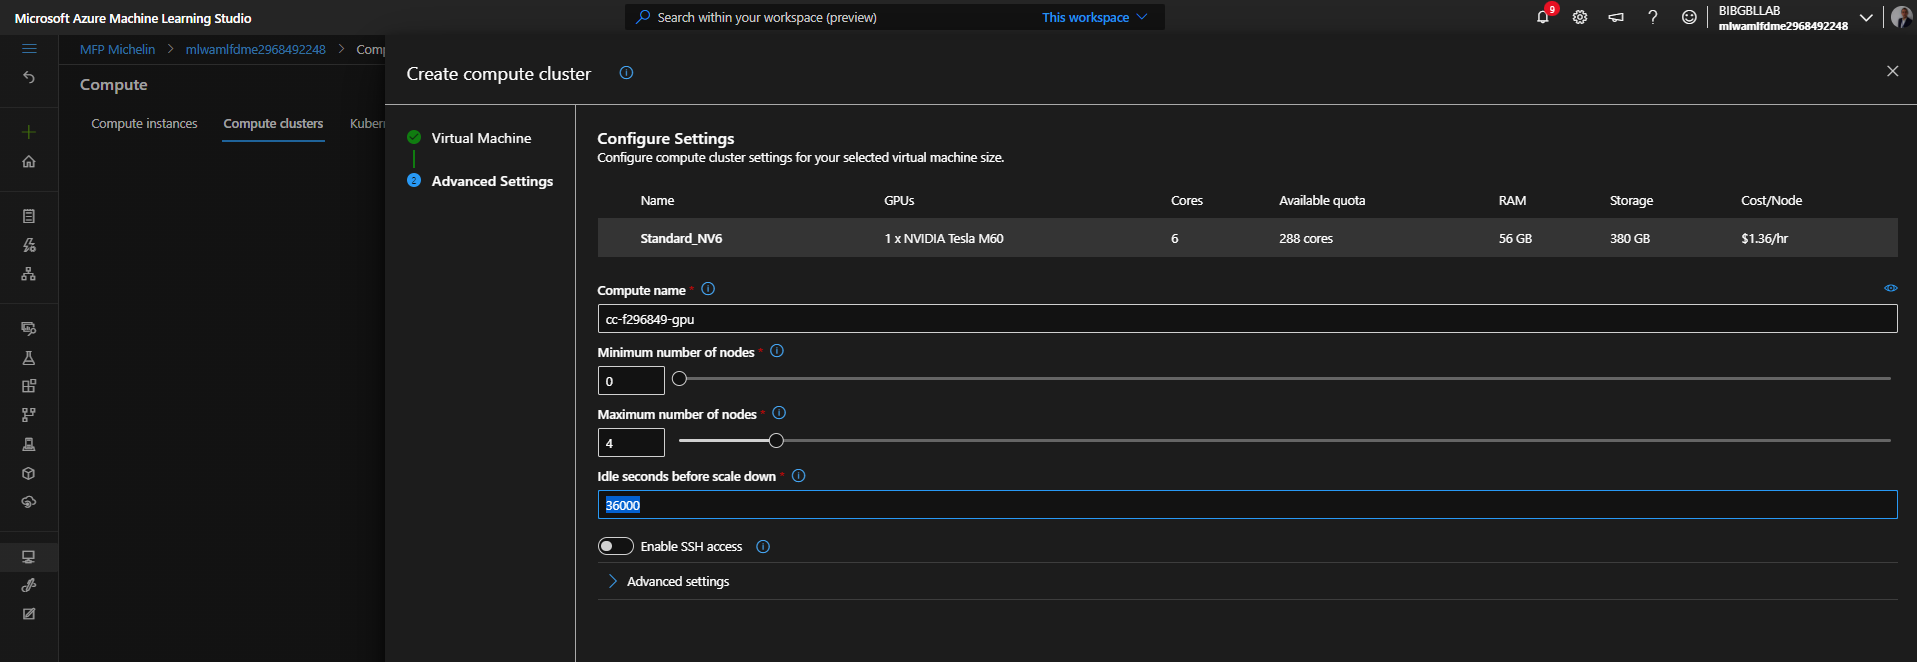 Microsoft Azure Machine Learning Studio
Search within your workspace (preview)
This workspace
9
BIBGBLLAB
mlwamlfdme2968492248
MFP Michelin > mlwamlfdme2968492248 > Comp
Compute
Compute instances
Compute clusters
Kubern
Create compute cluster
Virtual Machine
2
Advanced Settings
Configure Settings
Configure compute cluster settings for your selected virtual machine size.
Name GPUs Cores Available quota RAM Storage Cost/Node
Standard_NV6 1 x NVIDIA Tesla M60 6 288 cores 56 GB 380 GB $1.36/hr
Compute name *
cc-f296849-gpu
Minimum number of nodes *
0
Maximum number of nodes *
4
Idle seconds before scale down *
36000
Enable SSH access
Advanced settings